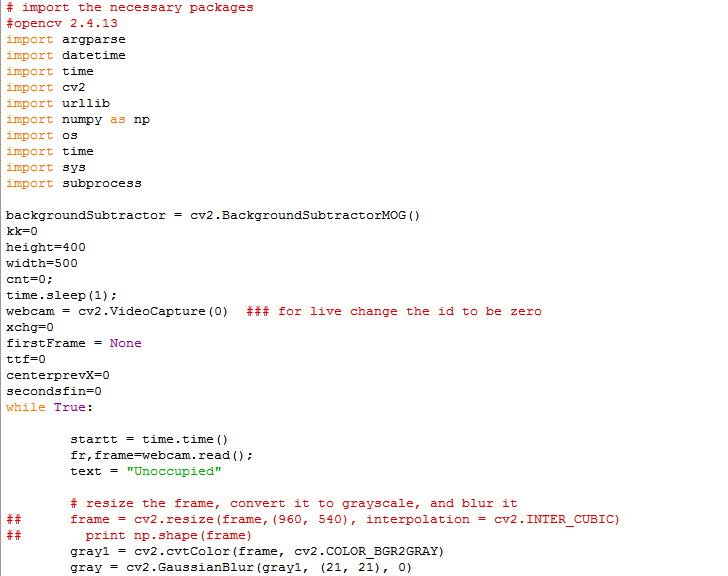 # import the necessary packages
#opencv 2.4.13
import argparse
import datetime
import time
import cv2
import urllib
import numpy as np
import os
import time
import sys
import subprocess
backgroundSubtractor = cv2.BackgroundSubtractorMOG()
kk=0
height=400
width=500
cnt=0;
time.sleep(1);
webcam = cv2.VideoCapture(0)  ### for live change the id to be zero
xchg=0
firstFrame = None
ttf=0
centerprevX=0
secondsfin=0
while True:
        startt = time.time()
        fr,frame=webcam.read();
        text = "Unoccupied"
        # resize the frame, convert it to grayscale, and blur it
##      frame = cv2.resize(frame,(960, 540), interpolation = cv2.INTER_CUBIC)
##        print np.shape(frame)
        gray1 = cv2.cvtColor(frame, cv2.COLOR_BGR2GRAY)
        gray = cv2.GaussianBlur(gray1, (21, 21), 0)